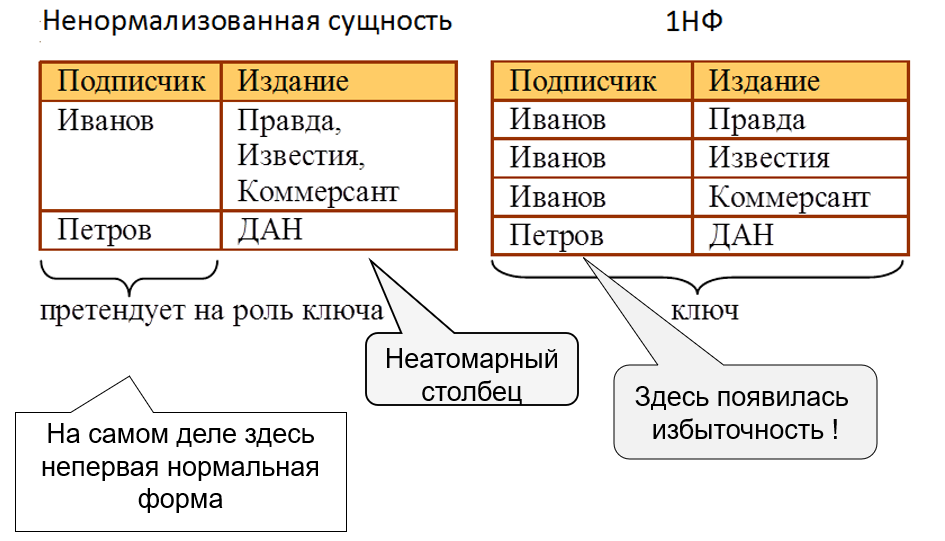 Ненормализованная сущность
1НФ
Подписчик Издание
Иванов Правда,
Известия,
Коммерсант
Петров ДАН
претендует на роль ключа
Подписчик Издание
Иванов Правда
Иванов Известия
Иванов Коммерсант
Петров ДАН
ключ
Неатомарный
столбец
Здесь появилась
избыточность !
На самом деле здесь
непервая нормальная
форма